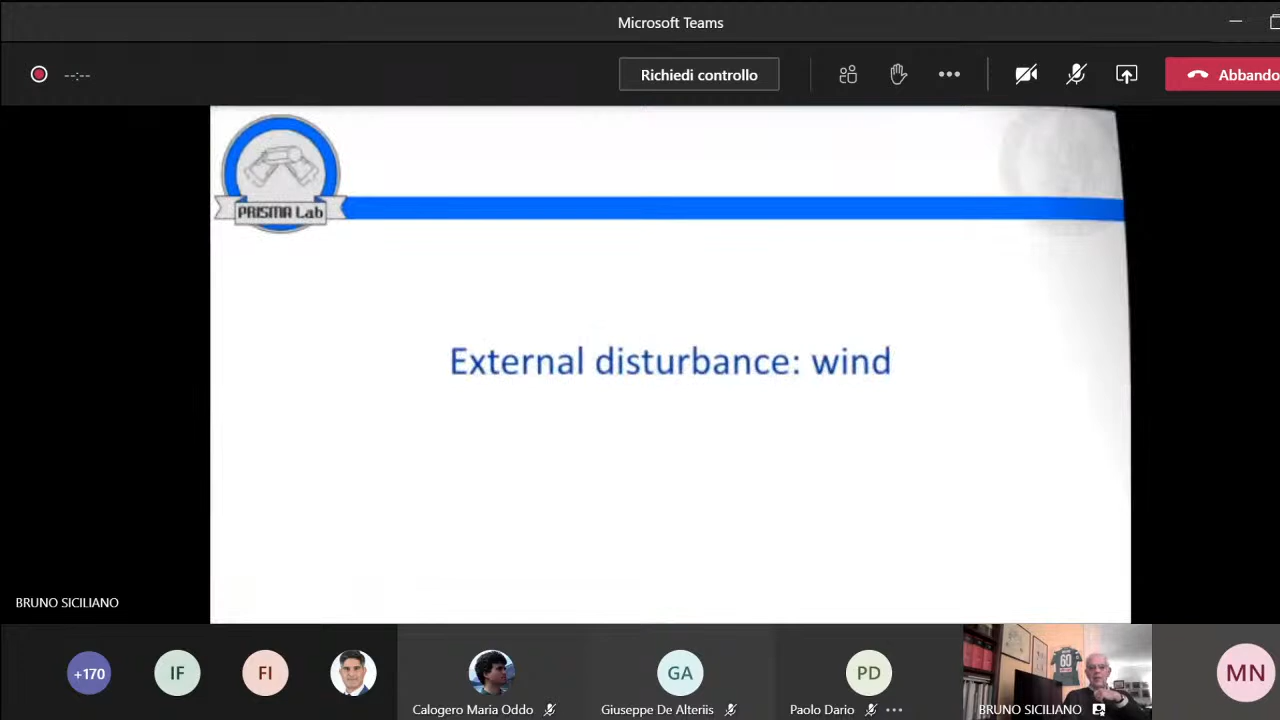 Microsoft Teams
--:--
Richiedi controllo
Abbando
PRISMA Lab
External disturbance: wind
BRUNO SICILIANO
+170
IF
FI
GA
PD
MN
Calogero Maria Oddo
Giuseppe De Alteriis
Paolo Dario
BRUNO SICILIANO
60